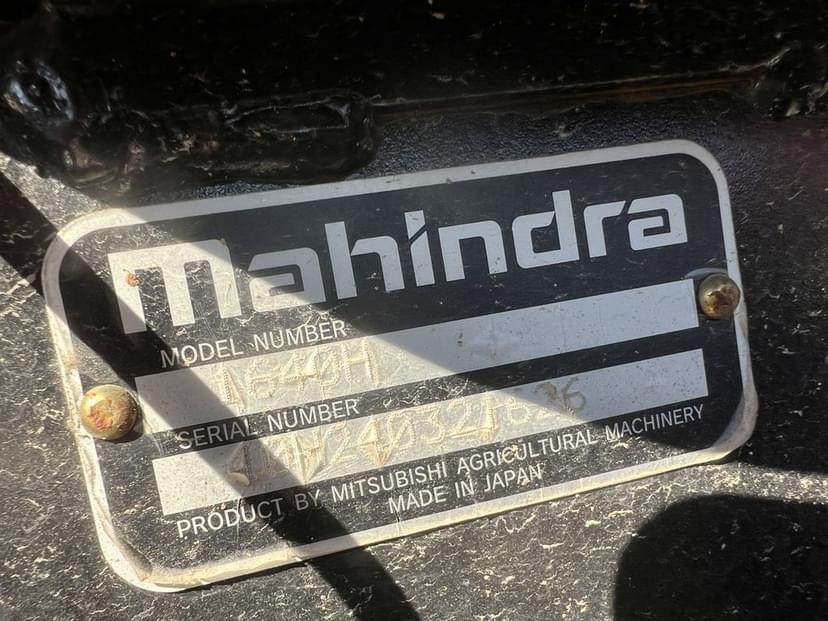 mahindra
MODEL NUMBER
1640H
SERIAL NUMBER
PRODUCT BY MITSUBISHI AGRICULTURAL MACHINERY
MADE IN JAPAN